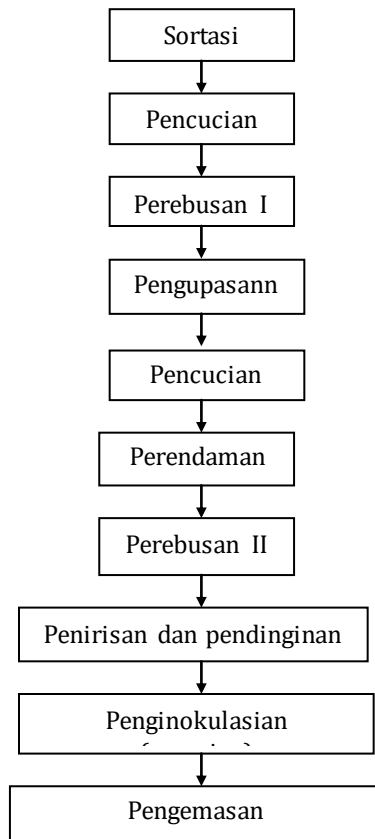 Sortasi
Pencucian
Perebusan I
Pengupasann
Pencucian
Perendaman
Perebusan II
Penirisan dan pendinginan
Penginokulasian
Pengemasan